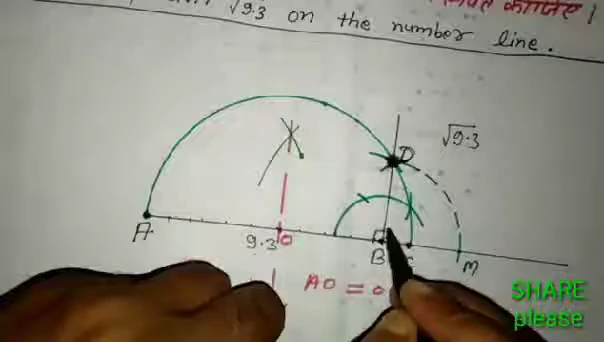 √9.3 on the number line.
√9.3
D
A
9.3
O
B
C
M
AO = O
SHARE
please